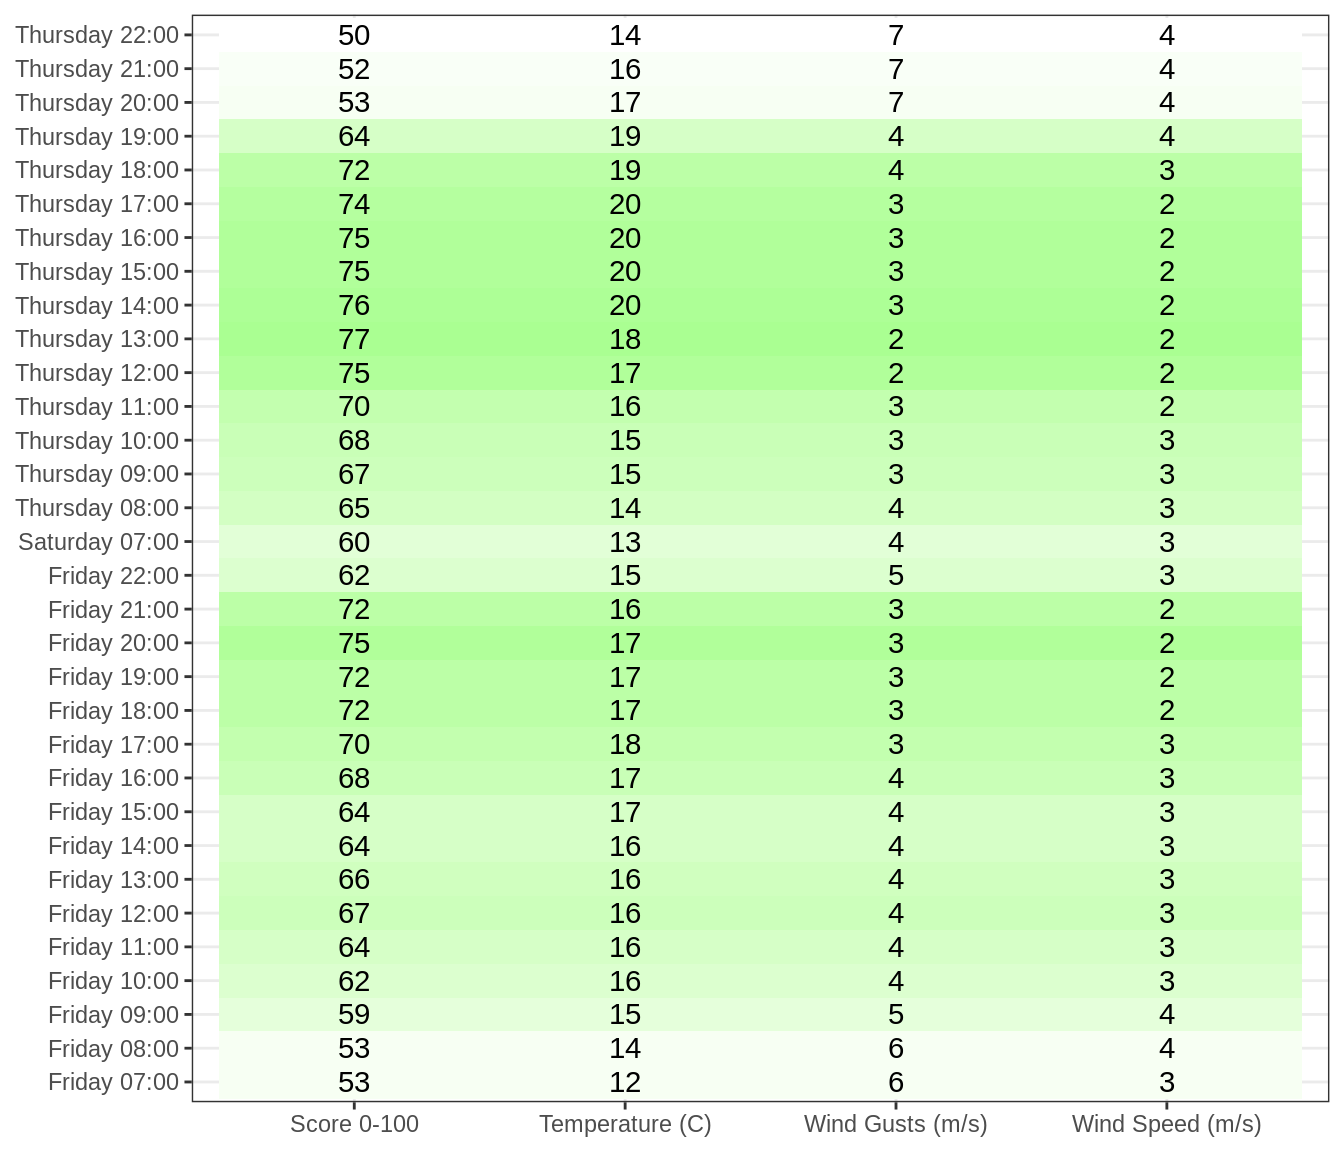 Thursday 22:00 50 14 7 4
Thursday 21:00 52 16 7 4
Thursday 20:00 53 17 7 4
Thursday 19:00 64 19 4 4
Thursday 18:00 72 19 4 3
Thursday 17:00 74 20 3 2
Thursday 16:00 75 20 3 2
Thursday 15:00 75 20 3 2
Thursday 14:00 76 20 3 2
Thursday 13:00 77 18 2 2
Thursday 12:00 75 17 2 2
Thursday 11:00 70 16 3 2
Thursday 10:00 68 15 3 3
Thursday 09:00 67 15 3 3
Thursday 08:00 65 14 4 3
Saturday 07:00 60 13 4 3
Friday 22:00 62 15 5 3
Friday 21:00 72 16 3 2
Friday 20:00 75 17 3 2
Friday 19:00 72 17 3 2
Friday 18:00 72 17 3 2
Friday 17:00 70 18 3 3
Friday 16:00 68 17 4 3
Friday 15:00 64 17 4 3
Friday 14:00 64 16 4 3
Friday 13:00 66 16 4 3
Friday 12:00 67 16 4 3
Friday 11:00 64 16 4 3
Friday 10:00 62 16 4 3
Friday 09:00 59 15 5 4
Friday 08:00 53 14 6 4
Friday 07:00 53 12 6 3
Score 0-100 Temperature (C) Wind Gusts (m/s) Wind Speed (m/s)